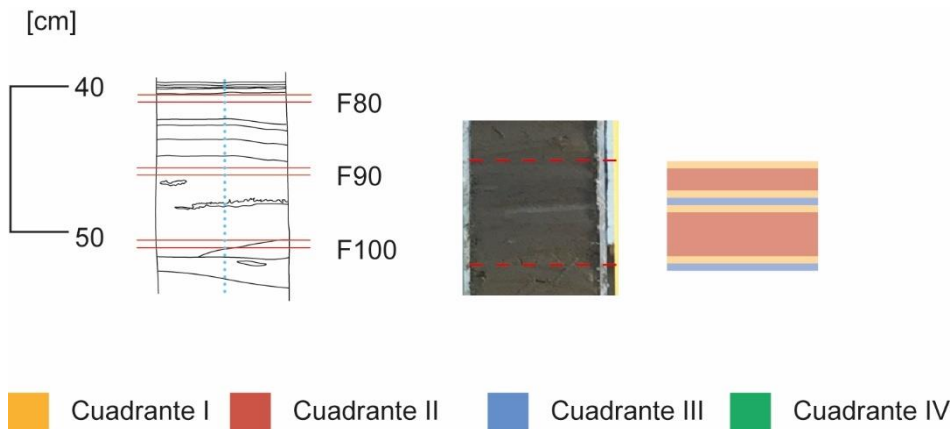 [cm]
40
F80
F90
50
F100
Cuadrante I
Cuadrante II
Cuadrante III
Cuadrante IV